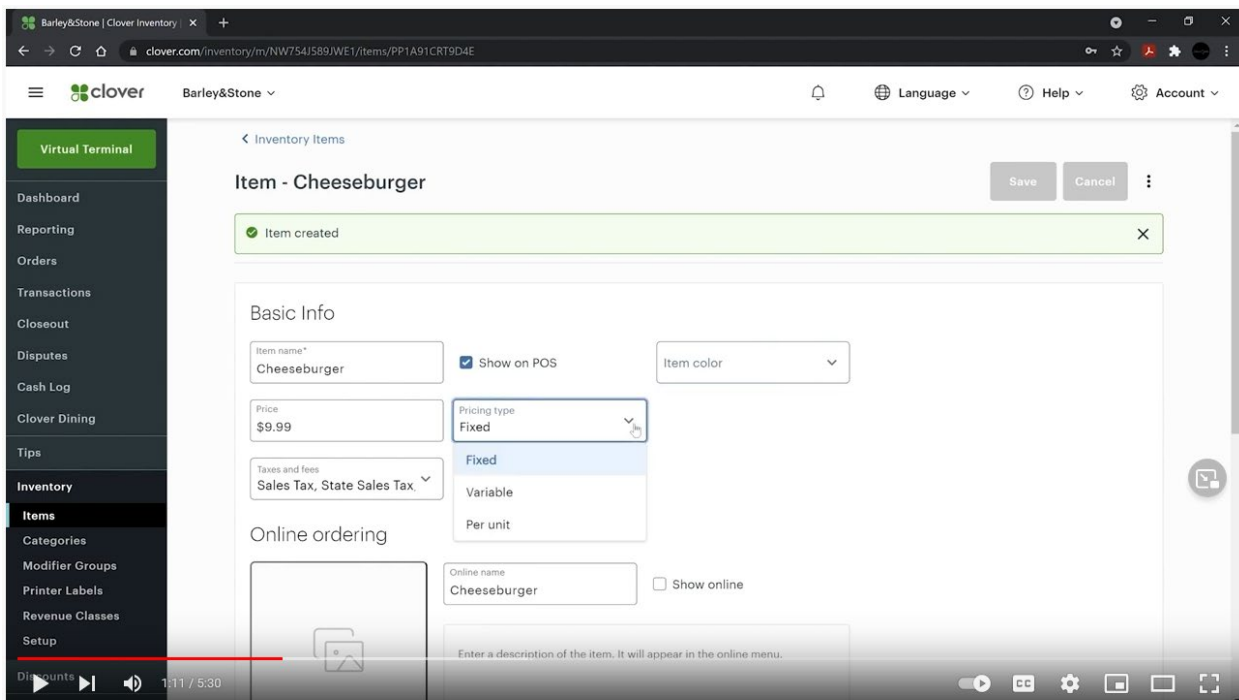 Barley&Stone | Clover Inventory
clover.com/inventory/m/NW754J589JWE1/items/PP1A91CRT9D4E
clover
Barley&Stone
Language
Help
Account
Virtual Terminal
Dashboard
Reporting
Orders
Transactions
Closeout
Disputes
Cash Log
Clover Dining
Tips
Inventory
Items
Categories
Modifier Groups
Printer Labels
Revenue Classes
Setup
Discounts
Inventory Items
Item - Cheeseburger
Save
Cancel
Item created
Basic Info
Item name*
Cheeseburger
Show on POS
Item color
Price
$9.99
Pricing type
Fixed
Fixed
Variable
Per unit
Taxes and fees
Sales Tax, State Sales Tax,
Online ordering
Online name
Cheeseburger
Show online
Enter a description of the item. It will appear in the online menu.
1:11 / 5:30
CC